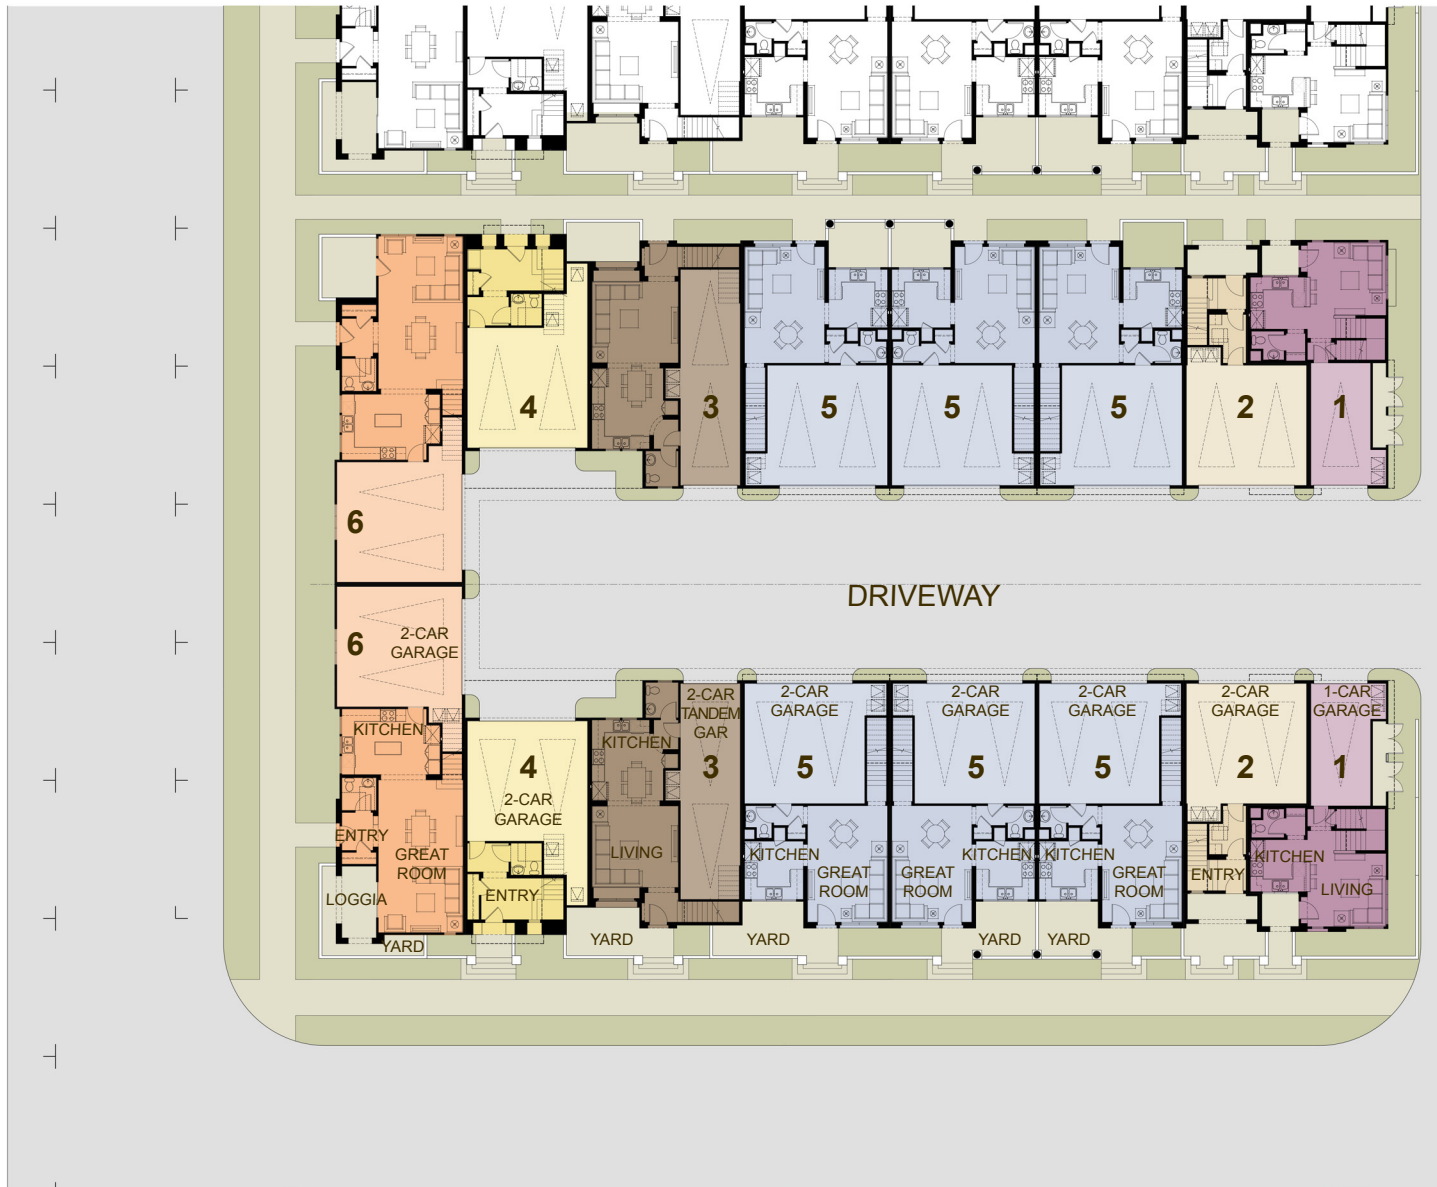 4
3
5
5
5
2
1
6
DRIVEWAY
6
2-CAR
GARAGE
KITCHEN
ENTRY
GREAT
ROOM
LOGGIA
YARD
4
2-CAR
GARAGE
ENTRY
2-CAR
TANDEM
GAR
KITCHEN
3
LIVING
YARD
2-CAR
GARAGE
5
KITCHEN
GREAT
ROOM
YARD
2-CAR
GARAGE
5
KITCHEN
GREAT
ROOM
YARD
2-CAR
GARAGE
5
KITCHEN
GREAT
ROOM
YARD
2-CAR
GARAGE
2
ENTRY
1-CAR
GARAGE
1
KITCHEN
LIVING